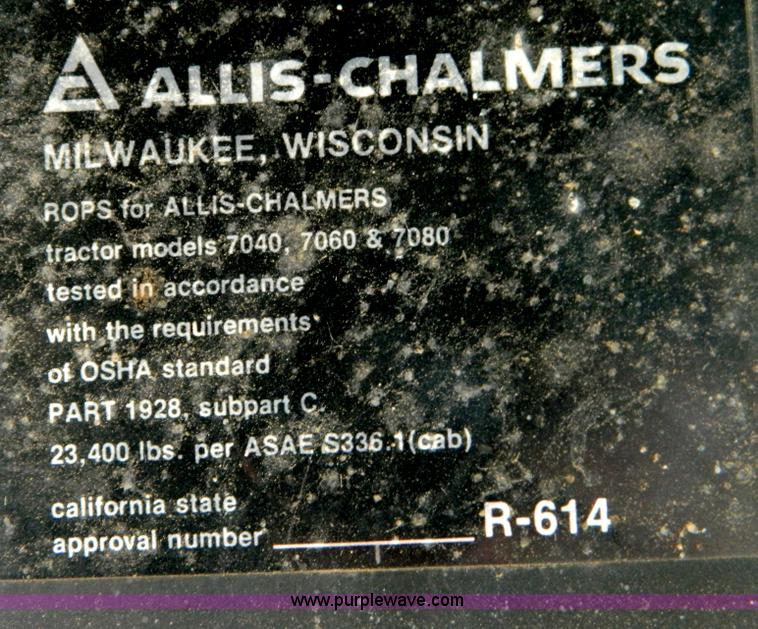 ALLIS-CHALMERS
MILWAUKEE, WISCONSIN
ROPS for ALLIS-CHALMERS
tractor models 7040, 7060 & 7080
tested in accordance
with the requirements
of OSHA standard
PART 1928, subpart C.
23,400 lbs. per ASAE S336.1(cab)
california state
approval number R-614
www.purplewave.com